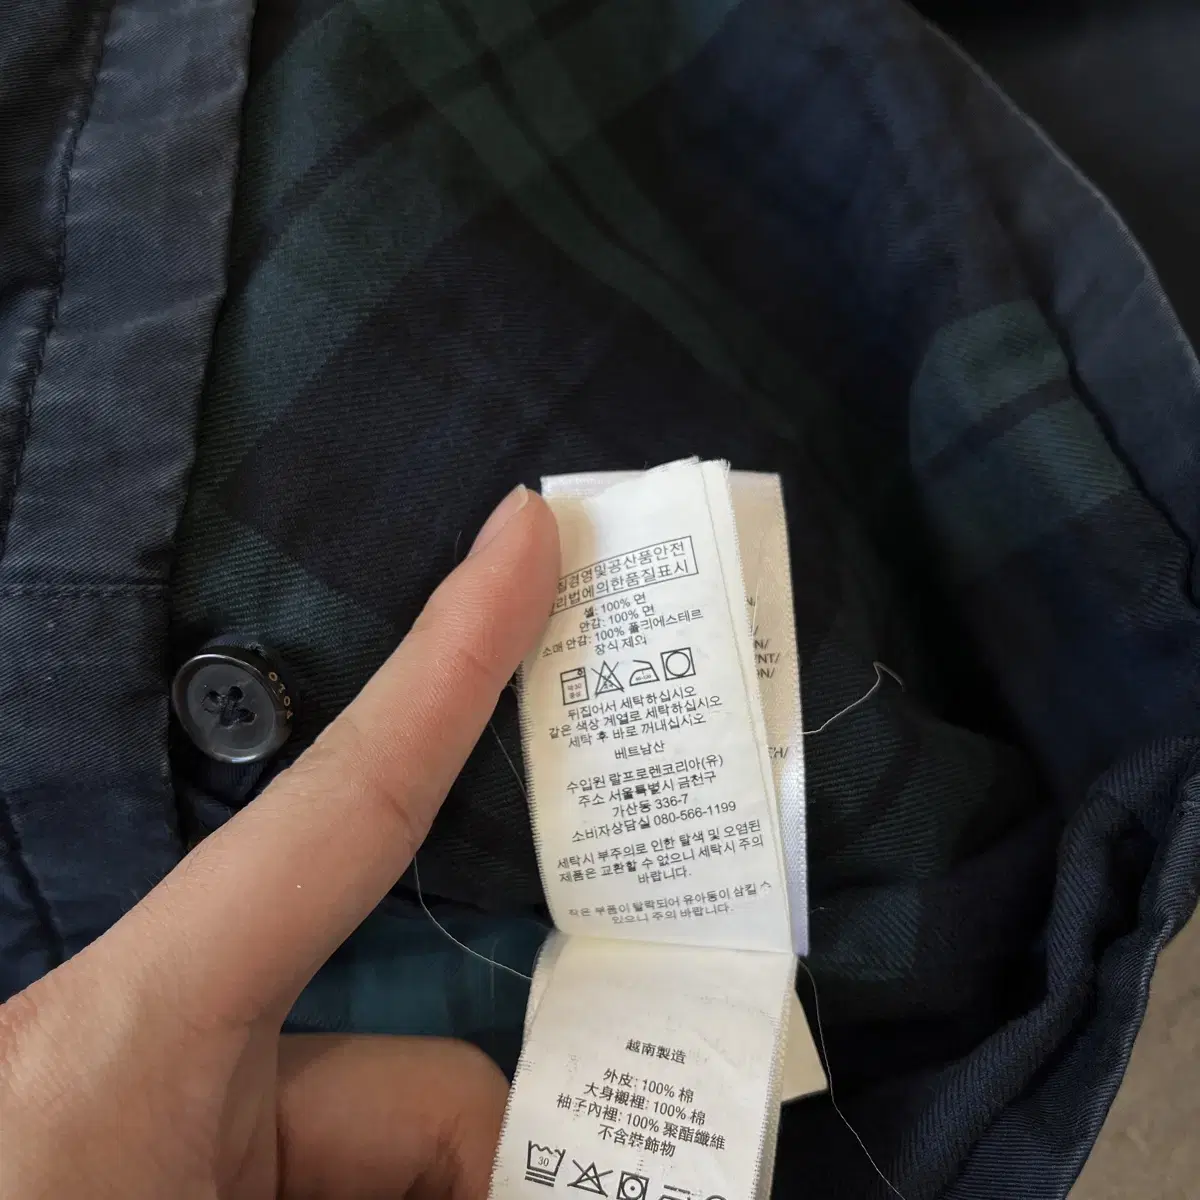 질경영및공산품안전
리법에의한품질표시
셸: 100% 면
안감: 100% 면
소매 안감: 100% 폴리에스테르
장식 제외
뒤집어서 세탁하십시오
같은 색상 계열로 세탁하십시오
세탁 후 바로 꺼내십시오
베트남산
수입원 랄프로렌코리아(유)
주소 서울특별시 금천구
가산동 336-7
소비자상담실 080-566-1199
세탁시 부주의로 인한 탈색 및 오염된
제품은 교환할 수 없으니 세탁시 주의
바랍니다.
작은 부품이 탈락되어 유아동이 삼킬 수
있으니 주의 바랍니다.
越南製造
外皮: 100% 棉
大身襯裡: 100% 棉
袖子內裡: 100% 聚酯纖維
不含裝飾物
30